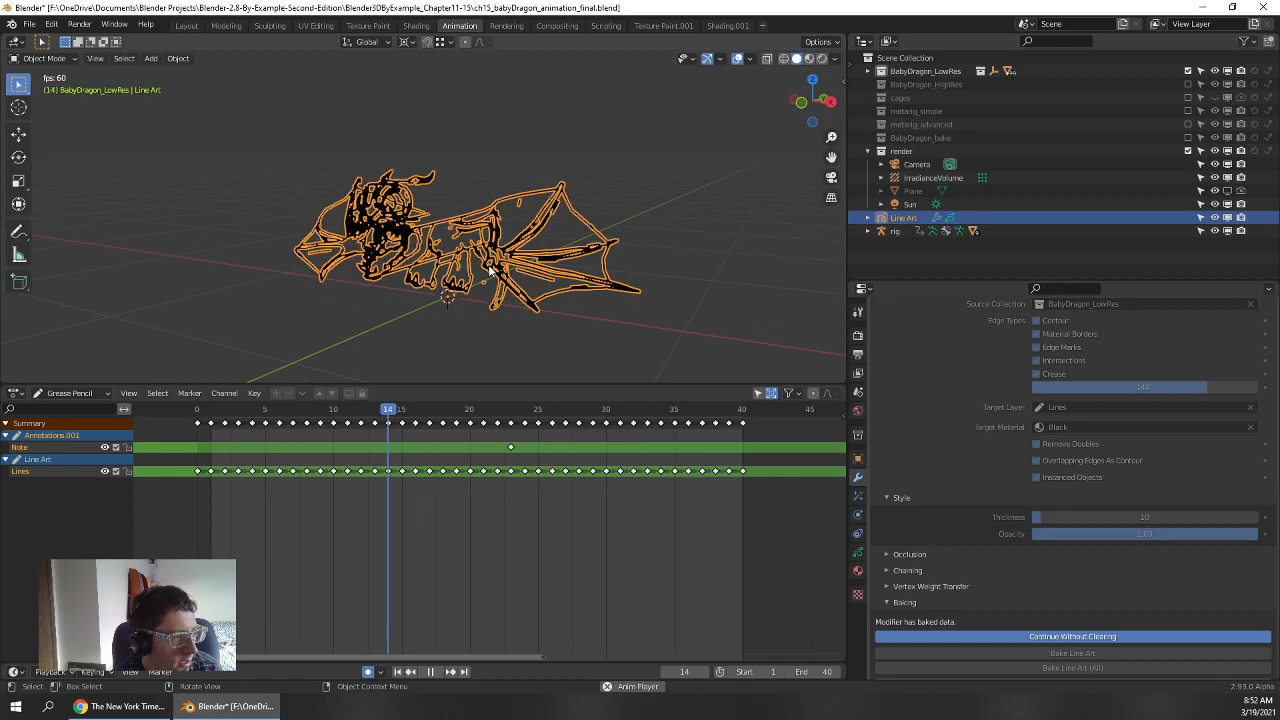 Blender* [F:\OneDrive\Documents\Blender-2.8-By-Example-Second-Edition\Blender3DByExample_Chapter11-15\ch15_babyDragon_animation_final.blend]
File Edit Render Window Help Layout Modeling Sculpting UV Editing Texture Paint Shading Animation Rendering Compositing Scripting Texture Paint.001 Modeling.001 Scene View Layer
Global Options
Object Mode View Select Add Object
fps: 60
(14) BabyDragon_LowRes | Line Art
Z
X
Scene Collection
BabyDragon_LowRes
BabyDragon_HighRes
cages
metarig_simple
metarig_advanced
BabyDragon_bake
render
Camera
IrradianceVolume
Plane
Sun
Line Art
rig
Source Collection BabyDragon_LowRes
Edge Types Contour
Material Borders
Edge Marks
Intersections
Crease
140°
Target Layer Lines
Target Material Black
Remove Doubles
Overlapping Edges As Contour
Instanced Objects
Style
Thickness 10
Opacity 1.00
Occlusion
Chaining
Vertex Weight Transfer
Baking
Modifier has baked data.
Continue Without Clearing
Bake Line Art
Bake Line Art (All)
Grease Pencil View Select Marker Channel Key
0 5 10 14 15 20 25 30 35 40 45
Summary
Annotations.001
Note
Line Art
Lines
Playback Keying View Marker 14 Start 1 End 40
Select Box Select Rotate View Object Context Menu Anim Player 2.93.0 Alpha
The New York Time... Blender* [F:\OneDri... 8:52 AM
3/19/2021